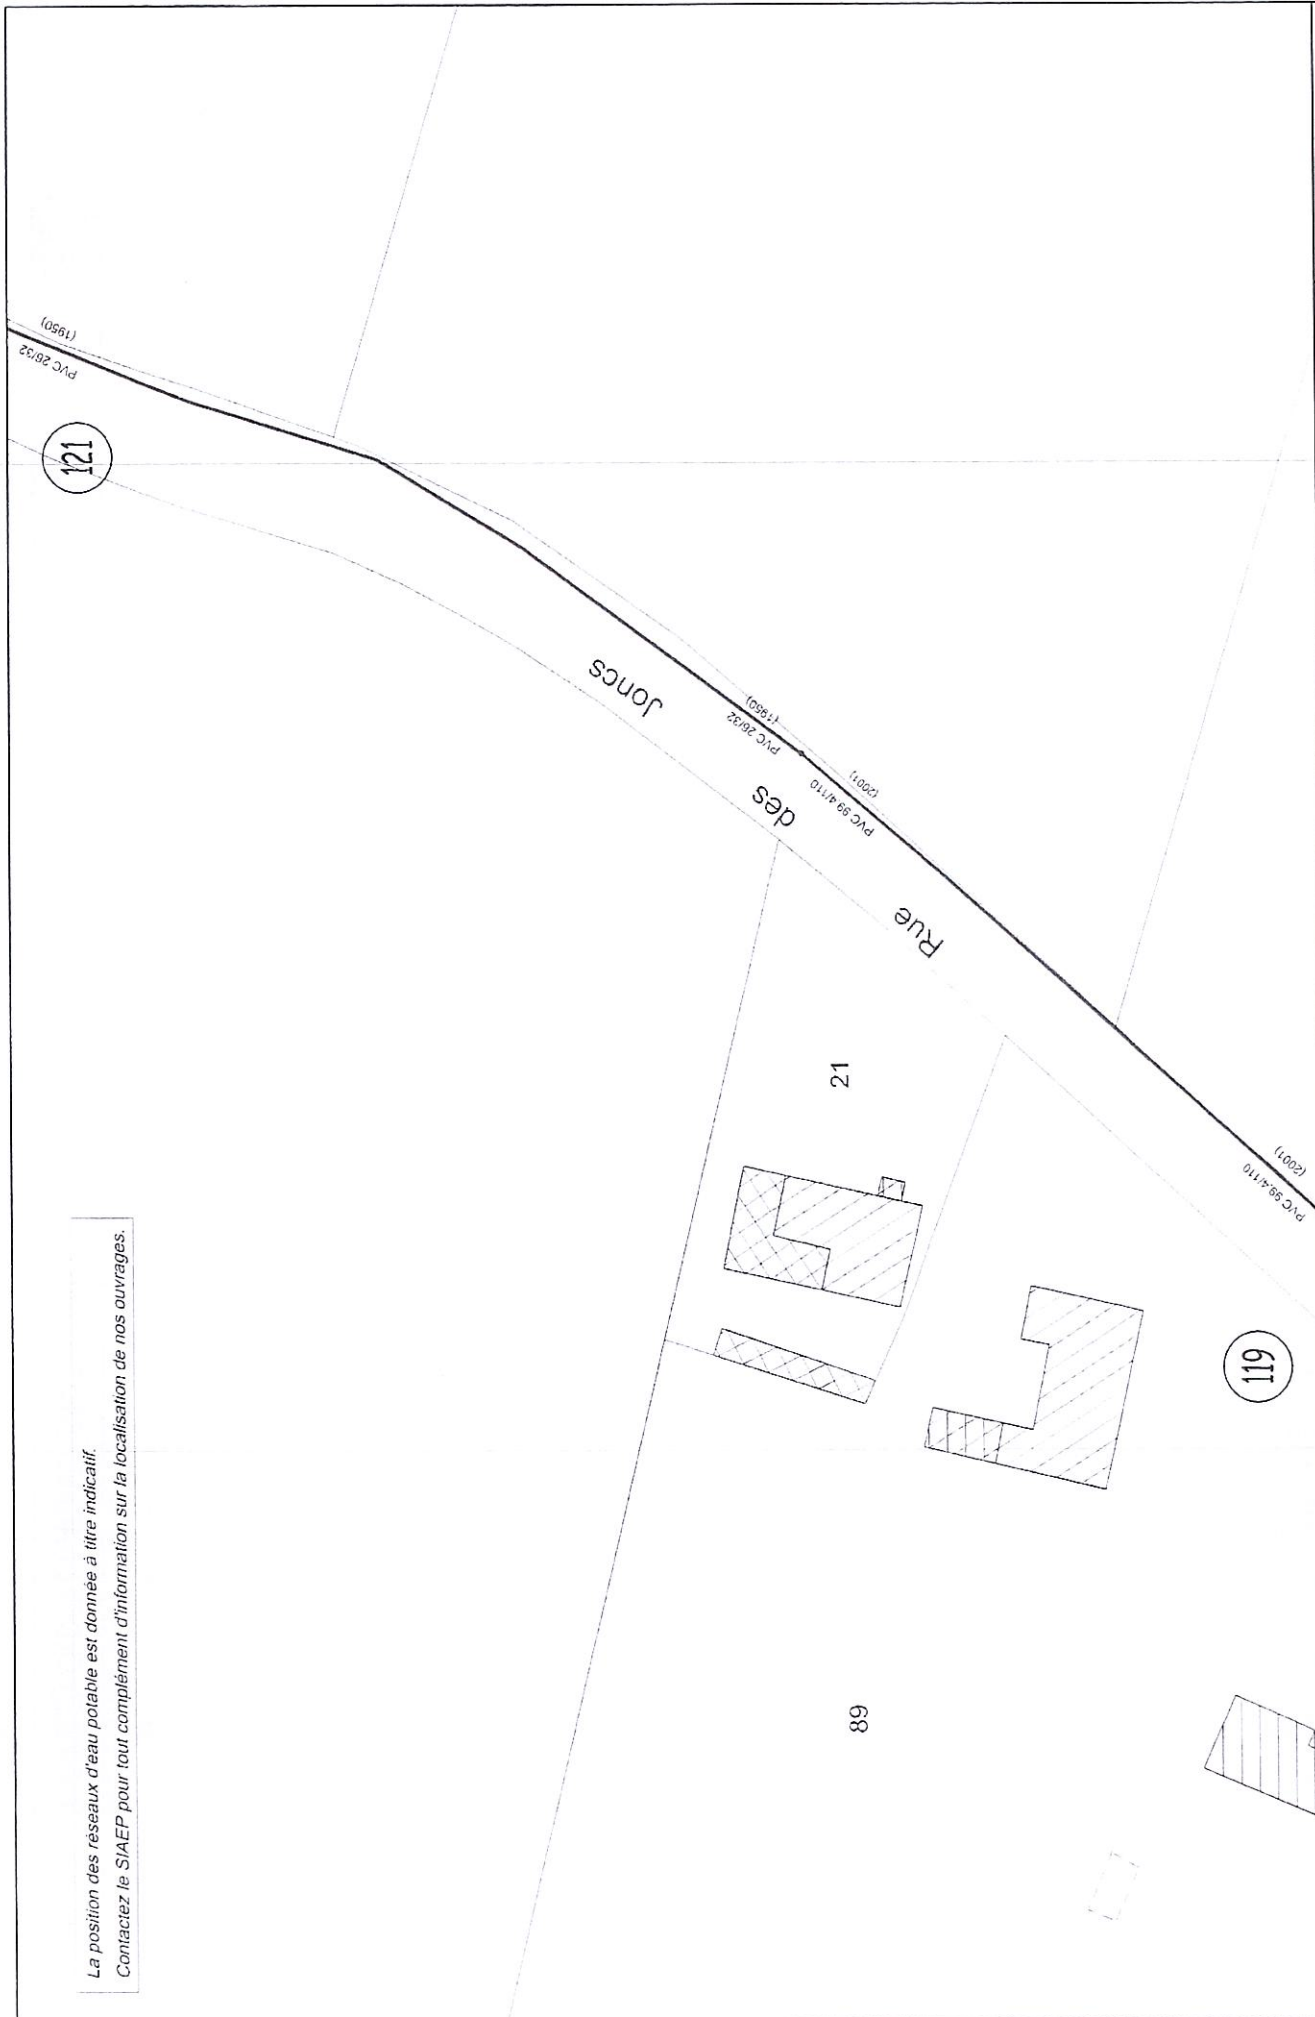 La position des réseaux d'eau potable est donnée à titre indicatif.
Contactez le SIAEP pour tout complément d'information sur la localisation de nos ouvrages.
121
PVC 26/32
(1950)
Rue des Joncs
PVC 26/32
(1950)
PVC 99.4/110
(2001)
21
89
119
PVC 99.4/110
(2001)